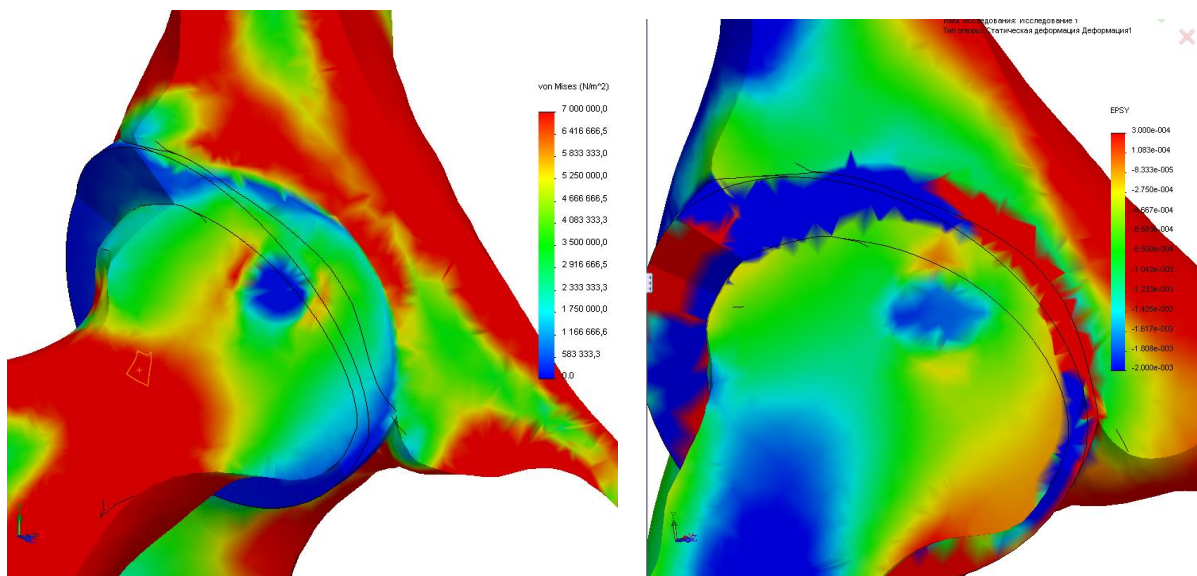 von Mises (N/m^2)
7 000 000,0
6 416 666,5
5 833 333,0
5 250 000,0
4 666 666,5
4 083 333,3
3 500 000,0
2 916 666,5
2 333 333,3
1 750 000,0
1 166 666,6
583 333,3
0,0
Исследование 1
Статическая деформация Деформация1
EPSY
3.000e-004
1.083e-004
-8.333e-005
-2.750e-004
-1.042e-003
-1.233e-003
-1.425e-003
-1.617e-003
-1.808e-003
-2.000e-003